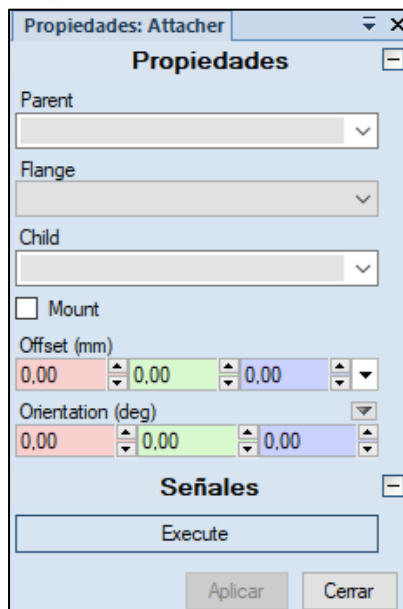 Propiedades: Attacher
Propiedades
Parent
Flange
Child
Mount
Offset (mm)
0,00 0,00 0,00
Orientation (deg)
0,00 0,00 0,00
Señales
Execute
Aplicar Cerrar